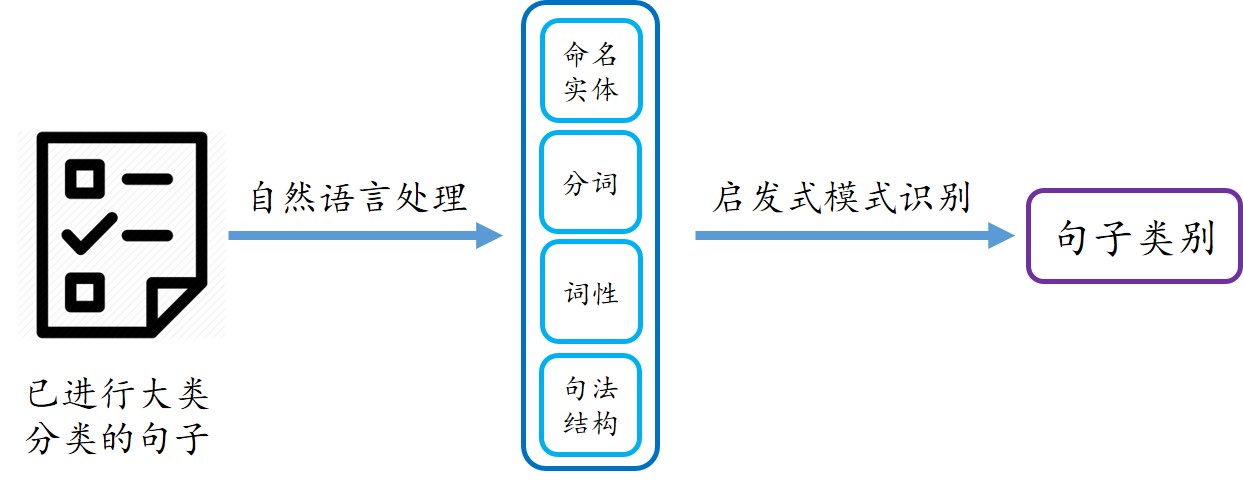 已进行大类
分类的句子
自然语言处理
命名
实体
分词
词性
句法
结构
启发式模式识别
句子类别